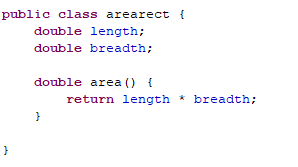 public class arearect {
    double length;
    double breadth;

    double area() {
        return length * breadth;
    }

}